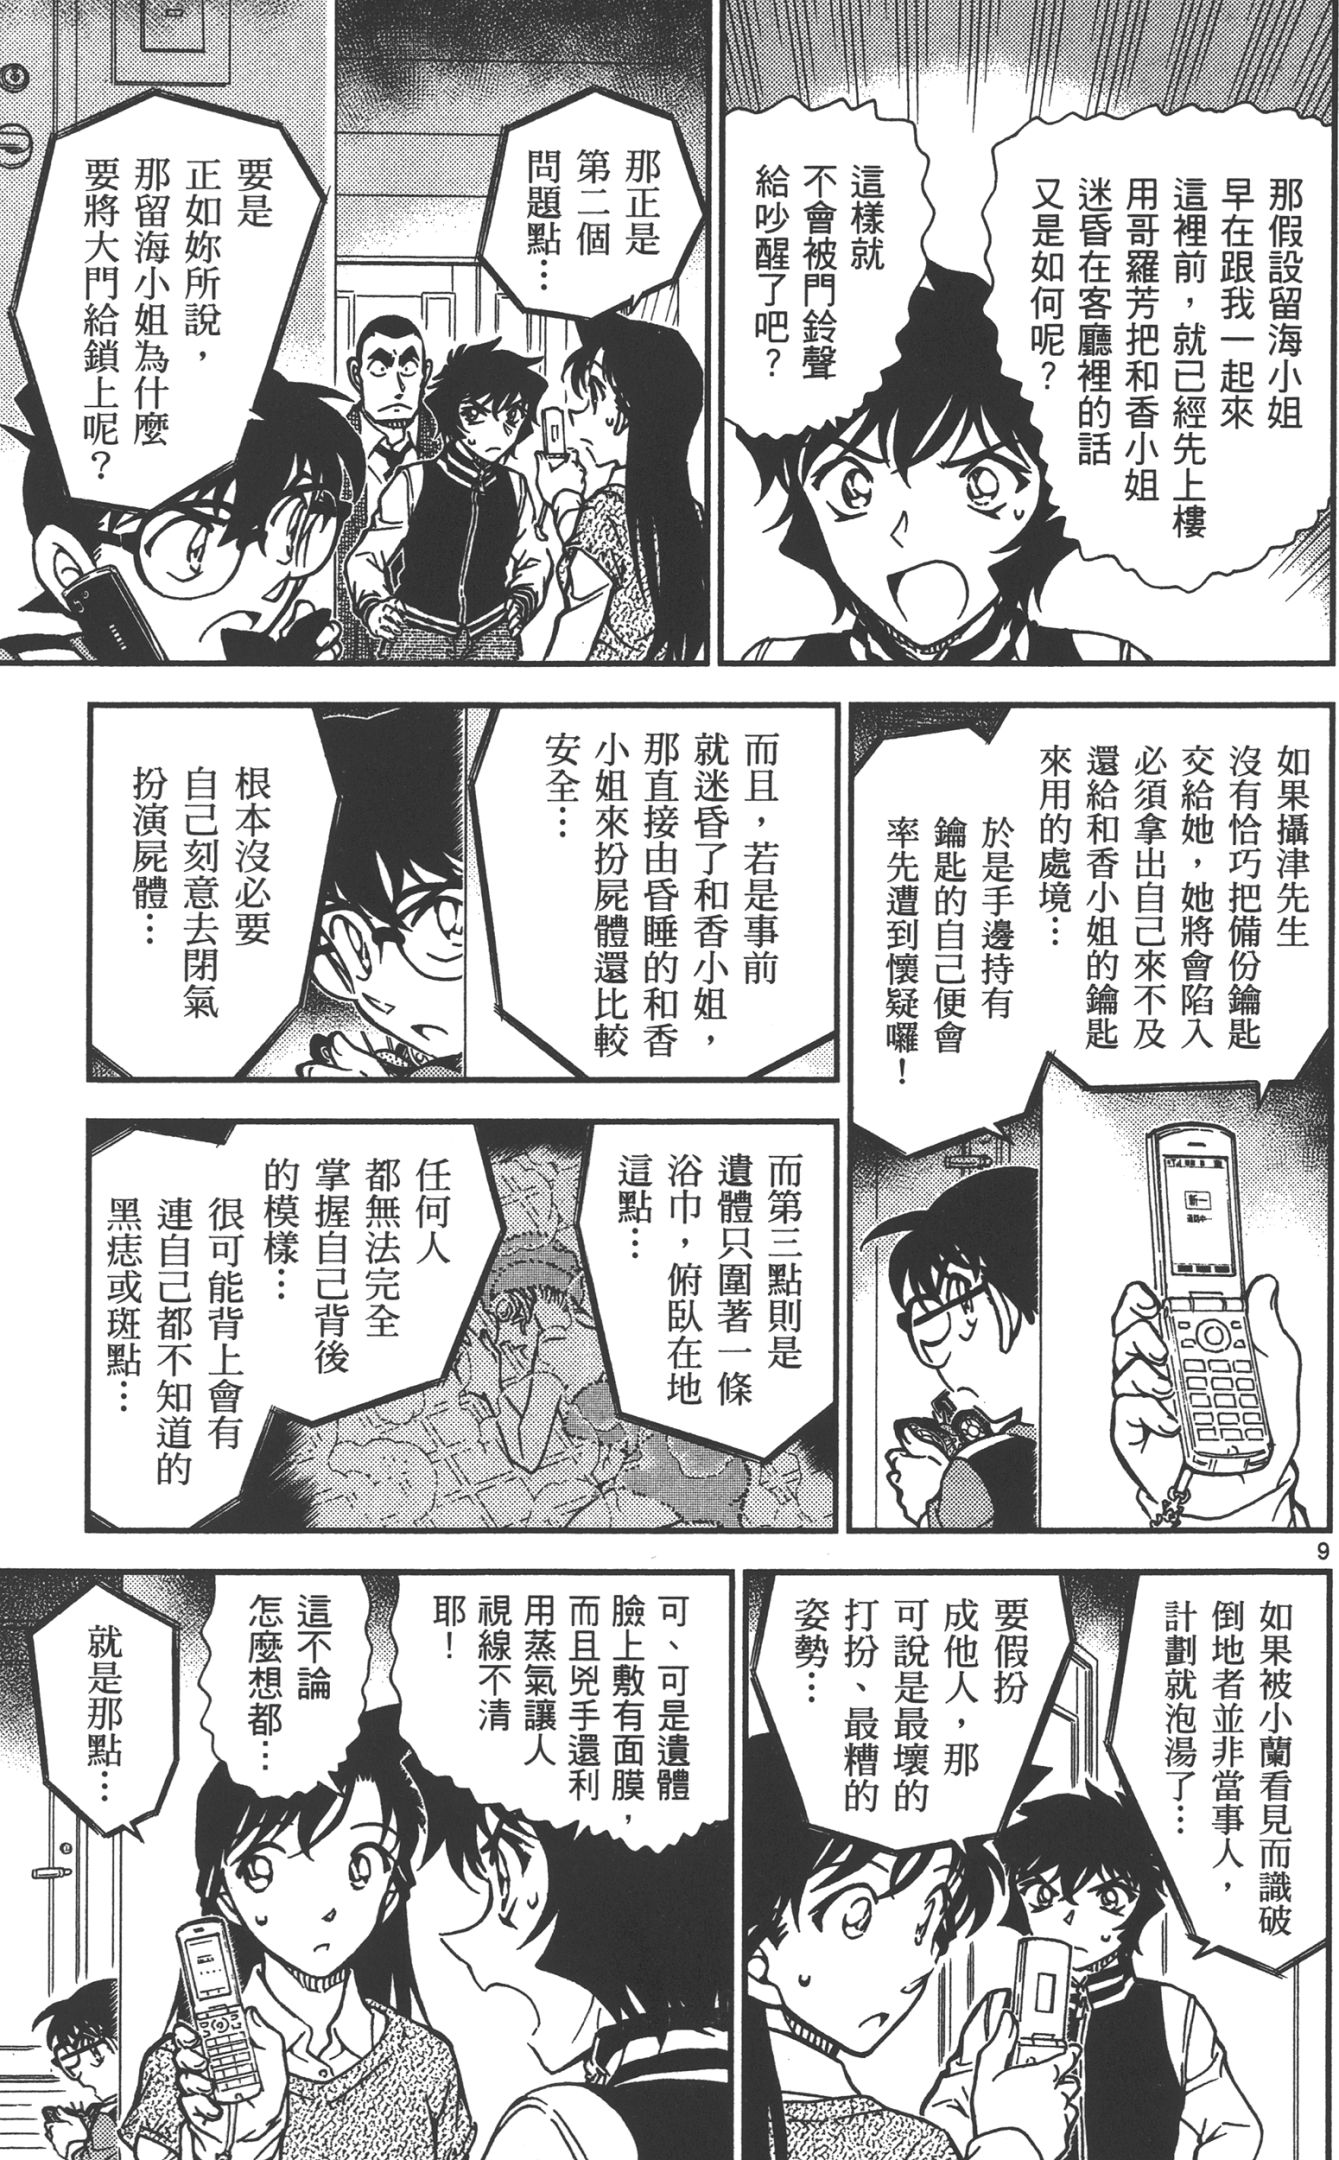 那假設留海小姐
早在跟我一起來
這裡前，就已經先上樓
用哥羅芳把和香小姐
迷昏在客廳裡的話
又是如何呢？
這樣就
不會被門鈴聲
給吵醒了吧？
那正是
第二個
問題點…
要是
正如妳所說，
那留海小姐為什麼
要將大門給鎖上呢？
如果攝津先生
沒有恰巧把備份鑰匙
交給她，她將會陷入
必須拿出自己來不及
還給和香小姐的鑰匙
來用的處境…
於是手邊持有
鑰匙的自己便會
率先遭到懷疑囉！
新一
通話中…
而且，若是事前
就迷昏了和香小姐，
那直接由昏睡的和香
小姐來扮屍體還比較
安全…
根本沒必要
自己刻意去閉氣
扮演屍體…
而第三點則是
遺體只圍著一條
浴巾，俯臥在地
這點…
任何人
都無法完全
掌握自己背後
的模樣…
很可能背上會有
連自己都不知道的
黑痣或斑點…
9
如果被小蘭看見而識破
倒地者並非當事人，
計劃就泡湯了…
要假扮
成他人，那
可說是最壞的
打扮、最糟的
姿勢…
可、可是遺體
臉上敷有面膜，
而且兇手還利
用蒸氣讓人
視線不清
耶！
這不論
怎麼想都…
就是那點…